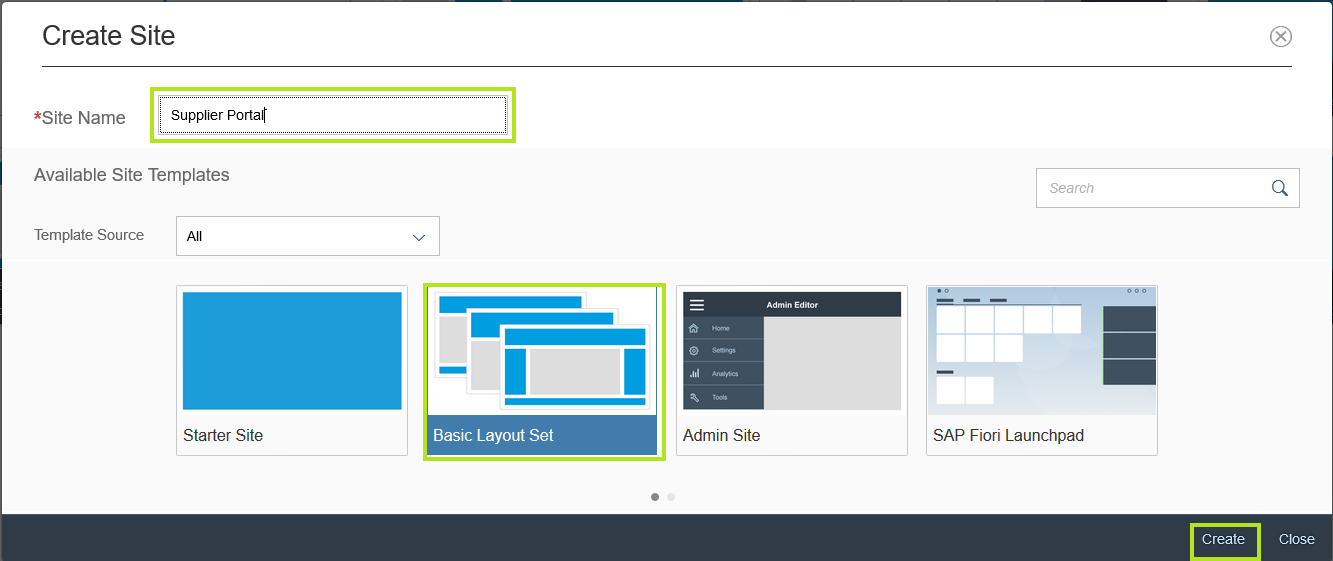 Create Site
*Site Name
Supplier Portal
Available Site Templates
Search
Template Source
All
Admin Editor
Home
Settings
Analytics
Tools
Starter Site
Basic Layout Set
Admin Site
SAP Fiori Launchpad
Create
Close